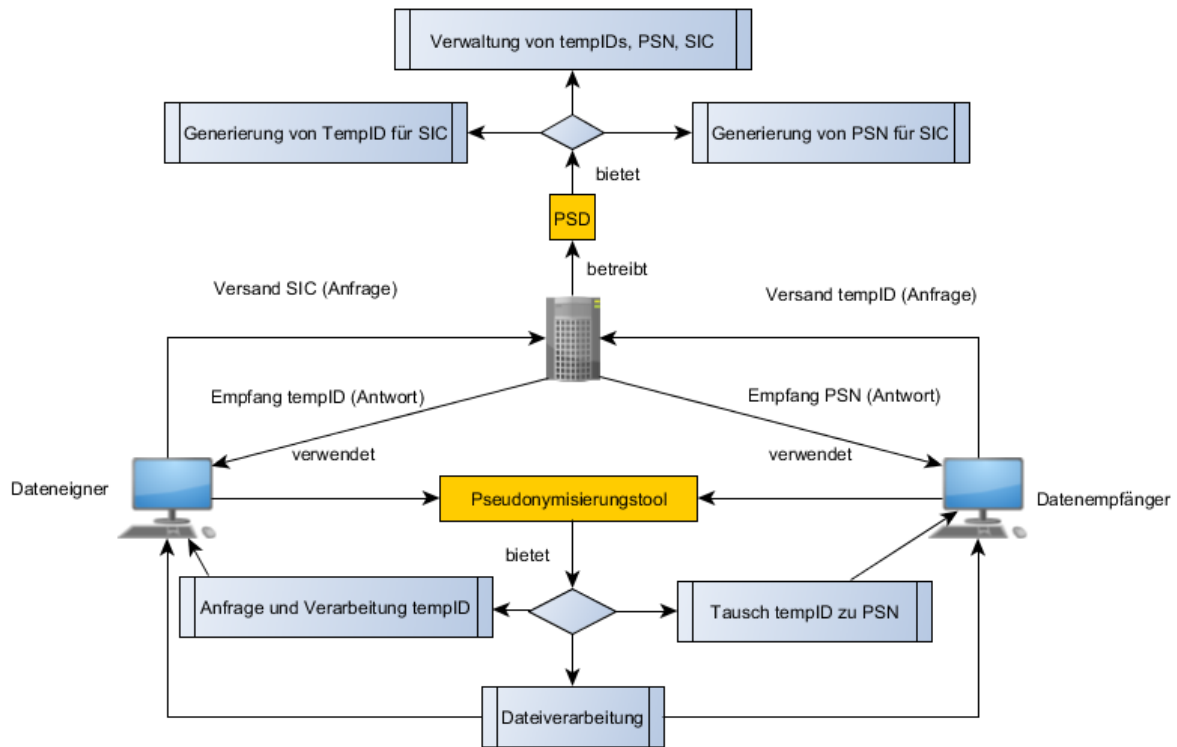 Verwaltung von tempIDs, PSN, SIC
Generierung von TempID für SIC
Generierung von PSN für SIC
bietet
PSD
betreibt
Versand SIC (Anfrage)
Versand tempID (Anfrage)
Empfang tempID (Antwort)
Empfang PSN (Antwort)
verwendet
verwendet
Dateneigner
Pseudonymisierungstool
Datenempfänger
bietet
Anfrage und Verarbeitung tempID
Tausch tempID zu PSN
Dateiverarbeitung